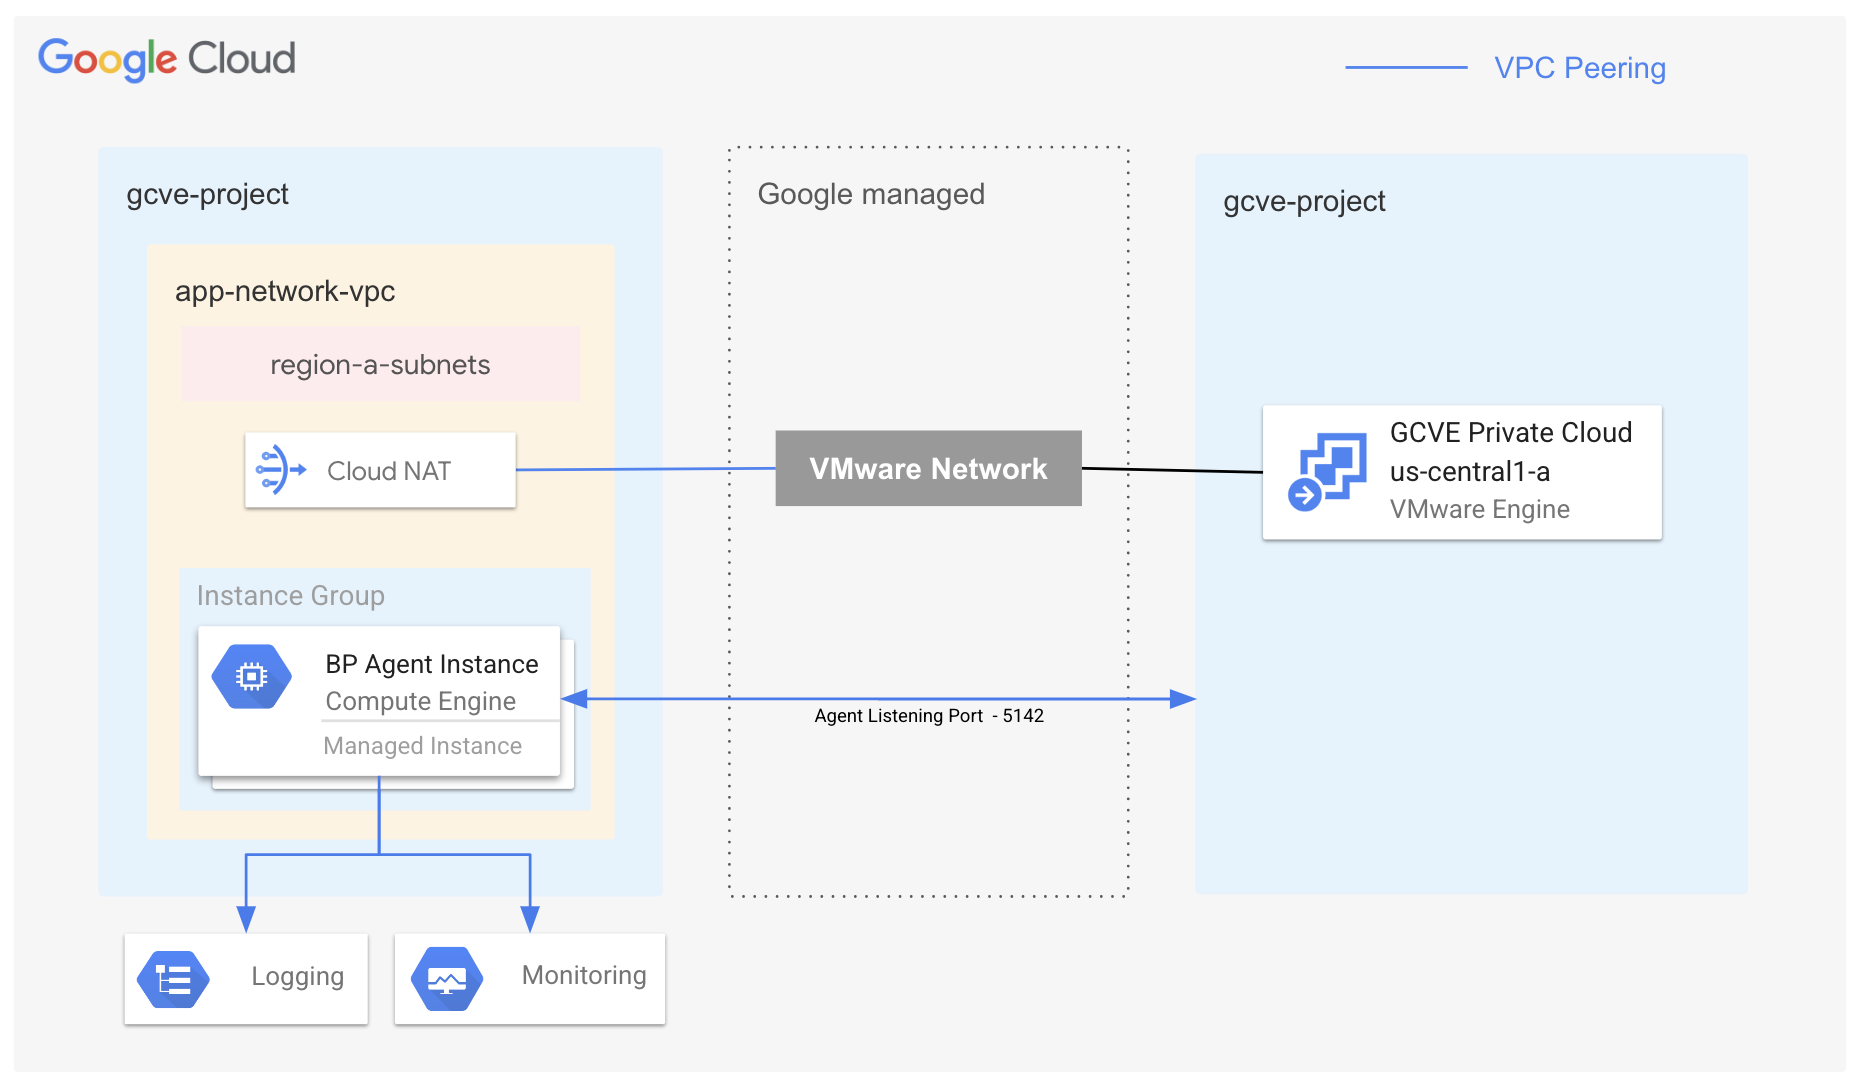 Google Cloud
VPC Peering
gcve-project
app-network-vpc
region-a-subnets
Cloud NAT
Instance Group
BP Agent Instance
Compute Engine
Managed Instance
Logging
Monitoring
Google managed
VMware Network
Agent Listening Port - 5142
gcve-project
GCVE Private Cloud
us-central1-a
VMware Engine